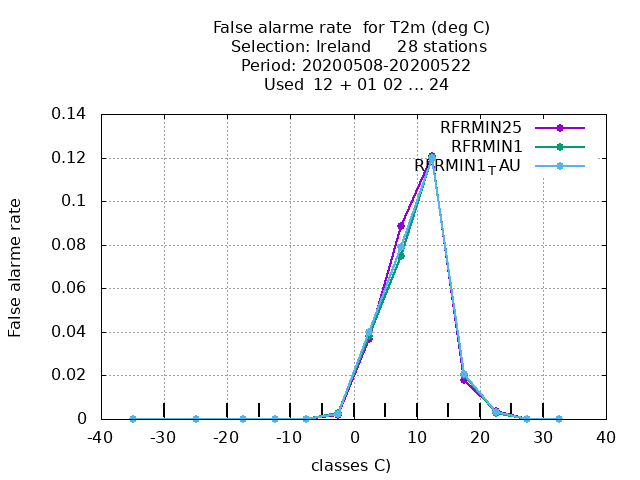 False alarme rate  for T2m (deg C)
Selection: Ireland     28 stations
Period: 20200508-20200522
Used  12 + 01 02 ... 24
0.14
0.12
0.1
0.08
0.06
0.04
0.02
0
False alarme rate
RFRMIN25
RFRMIN1
RFRMIN1TAU
-40 -30 -20 -10 0 10 20 30 40
classes C)